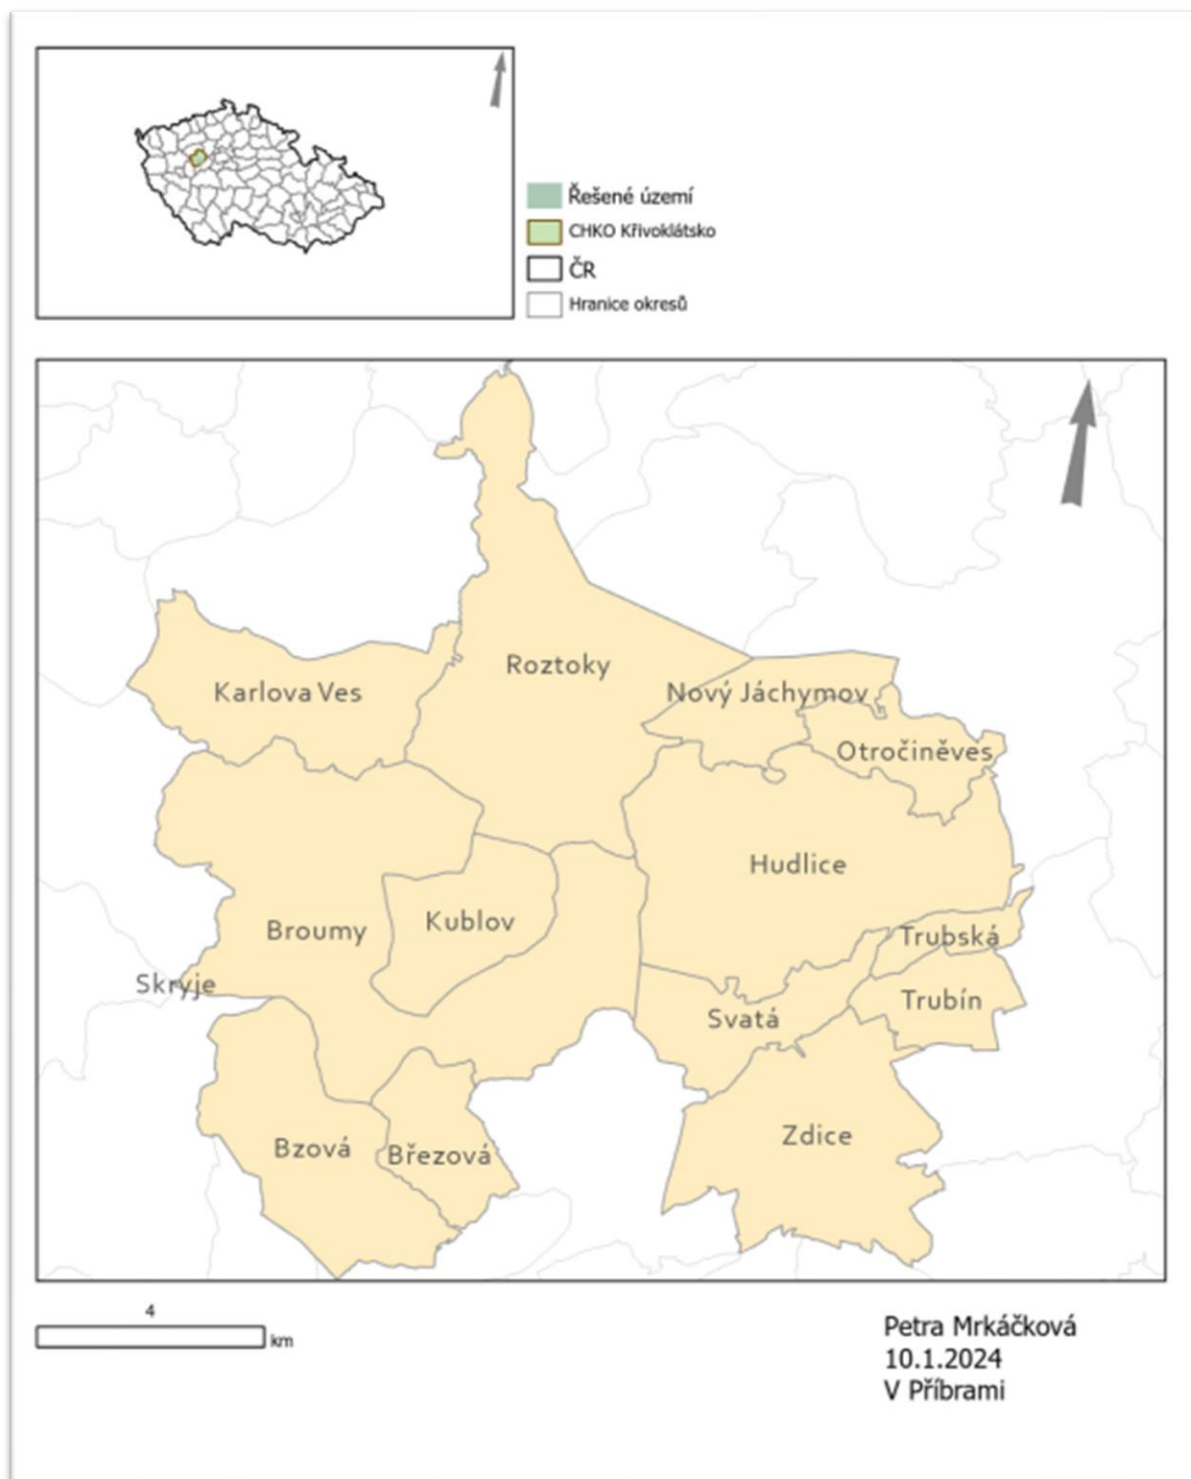 Řešené území
CHKO Křivoklátsko
ČR
Hranice okresů
Roztoky
Karlova Ves
Nový Jáchymov
Otročiněves
Hudlice
Kublov
Broumy
Trubská
Skryje
Trubín
Svatá
Zdice
Bzová
Březová
4
km
Petra Mrkáčková
10.1.2024
V Příbrami